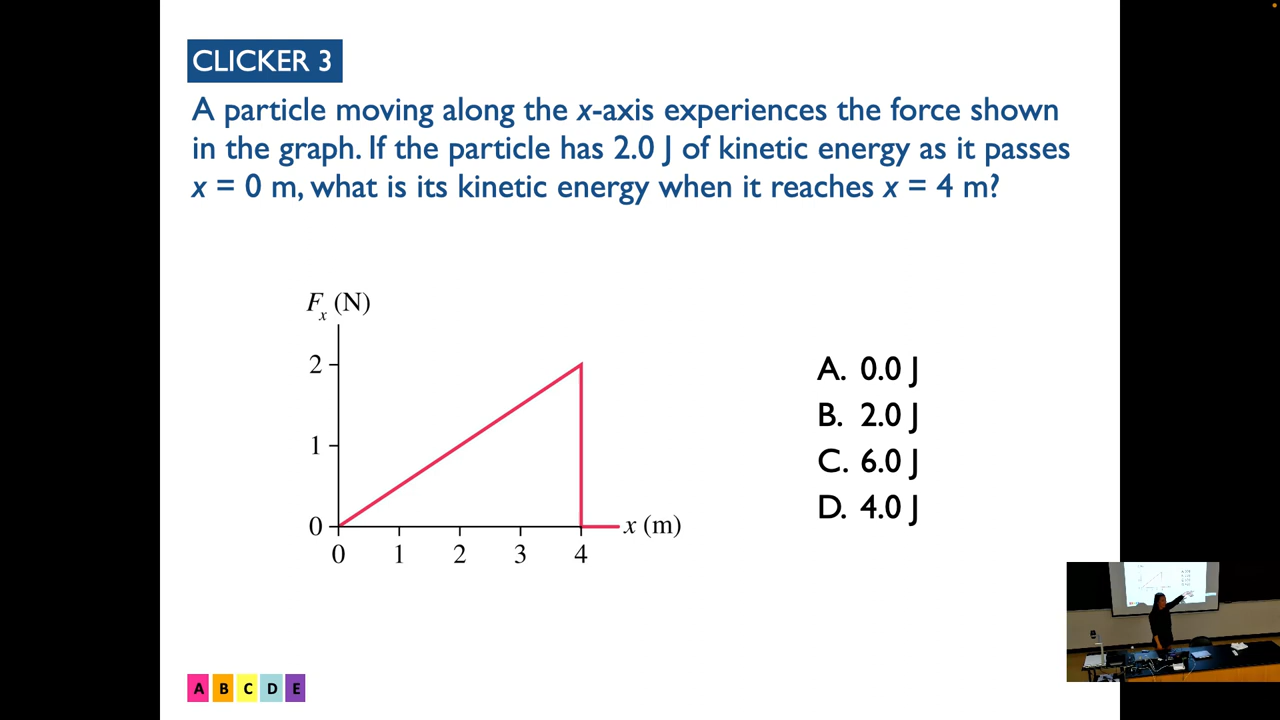 CLICKER 3
A particle moving along the x-axis experiences the force shown
in the graph. If the particle has 2.0 J of kinetic energy as it passes
x = 0 m, what is its kinetic energy when it reaches x = 4 m?
Fx (N)
2
1
0
0 1 2 3 4
x (m)
A. 0.0 J
B. 2.0 J
C. 6.0 J
D. 4.0 J
A B C D E